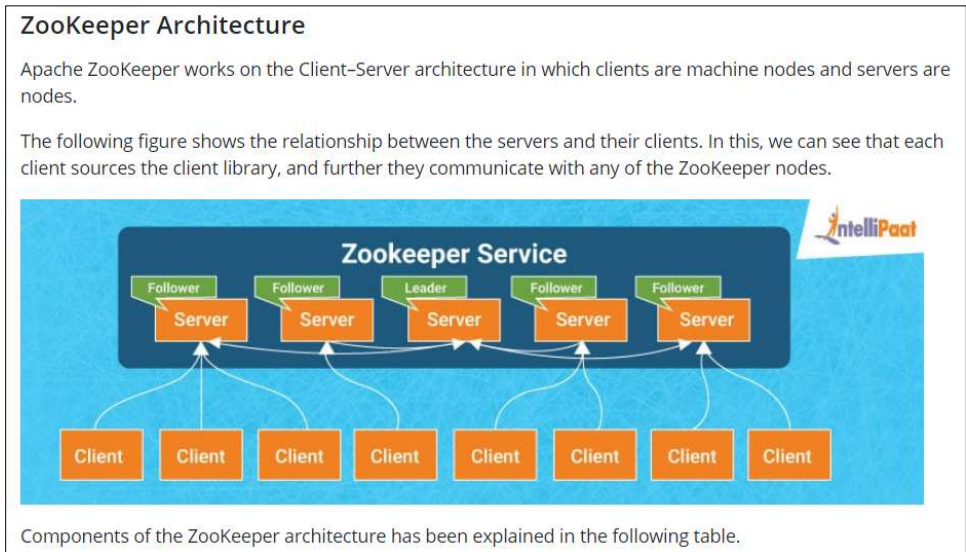 ZooKeeper Architecture
Apache ZooKeeper works on the Client–Server architecture in which clients are machine nodes and servers are
nodes.
The following figure shows the relationship between the servers and their clients. In this, we can see that each
client sources the client library, and further they communicate with any of the ZooKeeper nodes.
IntelliPaat
Zookeeper Service
Follower Follower Leader Follower Follower
Server Server Server Server Server
Client Client Client Client Client Client Client Client
Components of the ZooKeeper architecture has been explained in the following table.